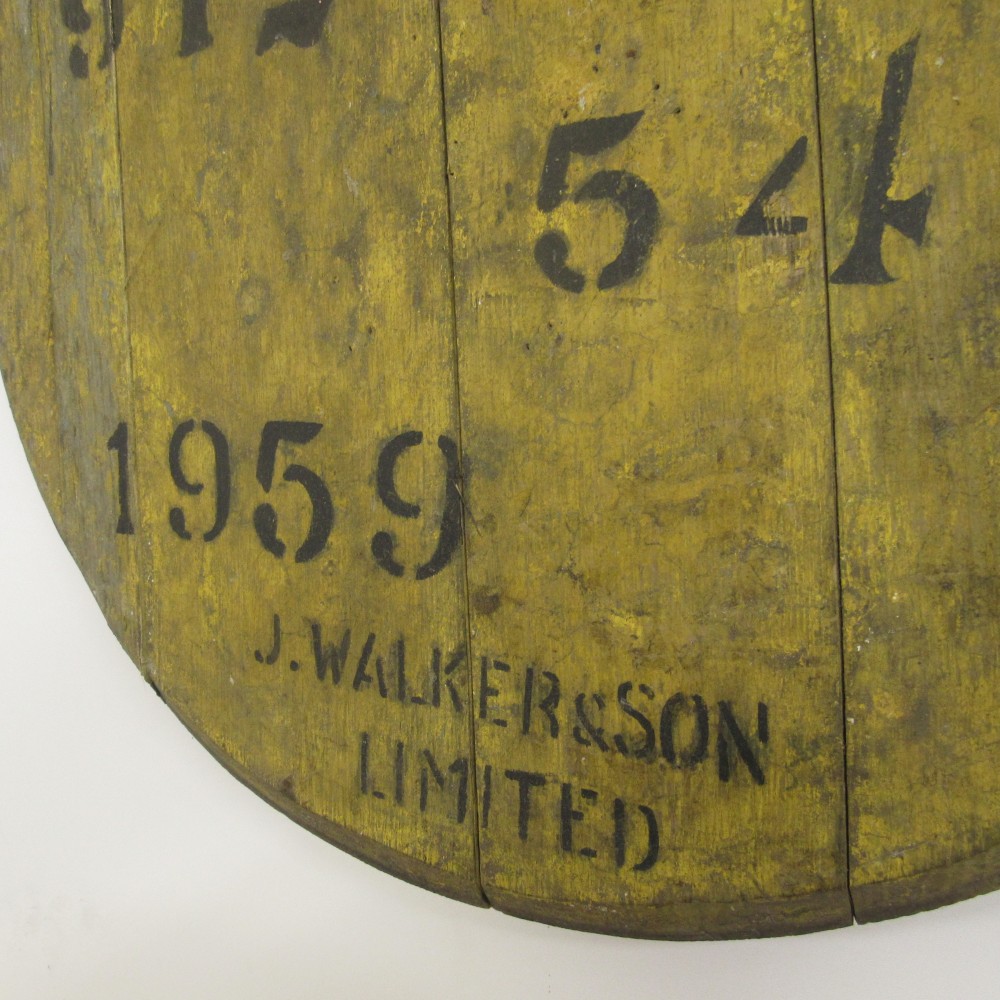 54
1959
J. WALKER & SON
LIMITED